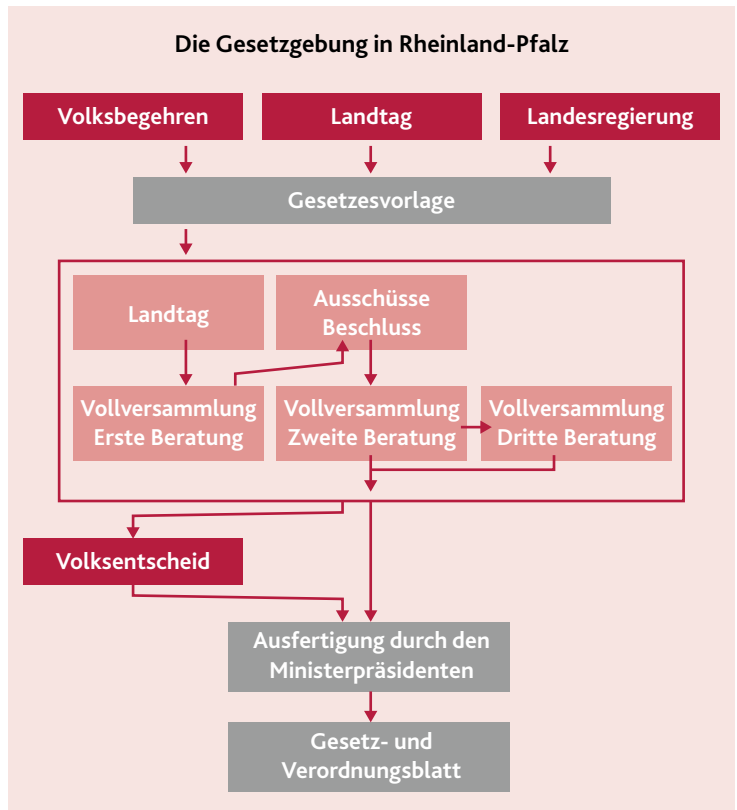 Die Gesetzgebung in Rheinland-Pfalz
Volksbegehren
Landtag
Landesregierung
Gesetzesvorlage
Landtag
Ausschüsse
Beschluss
Vollversammlung
Erste Beratung
Vollversammlung
Zweite Beratung
Vollversammlung
Dritte Beratung
Volksentscheid
Ausfertigung durch den
Ministerpräsidenten
Gesetz- und
Verordnungsblatt